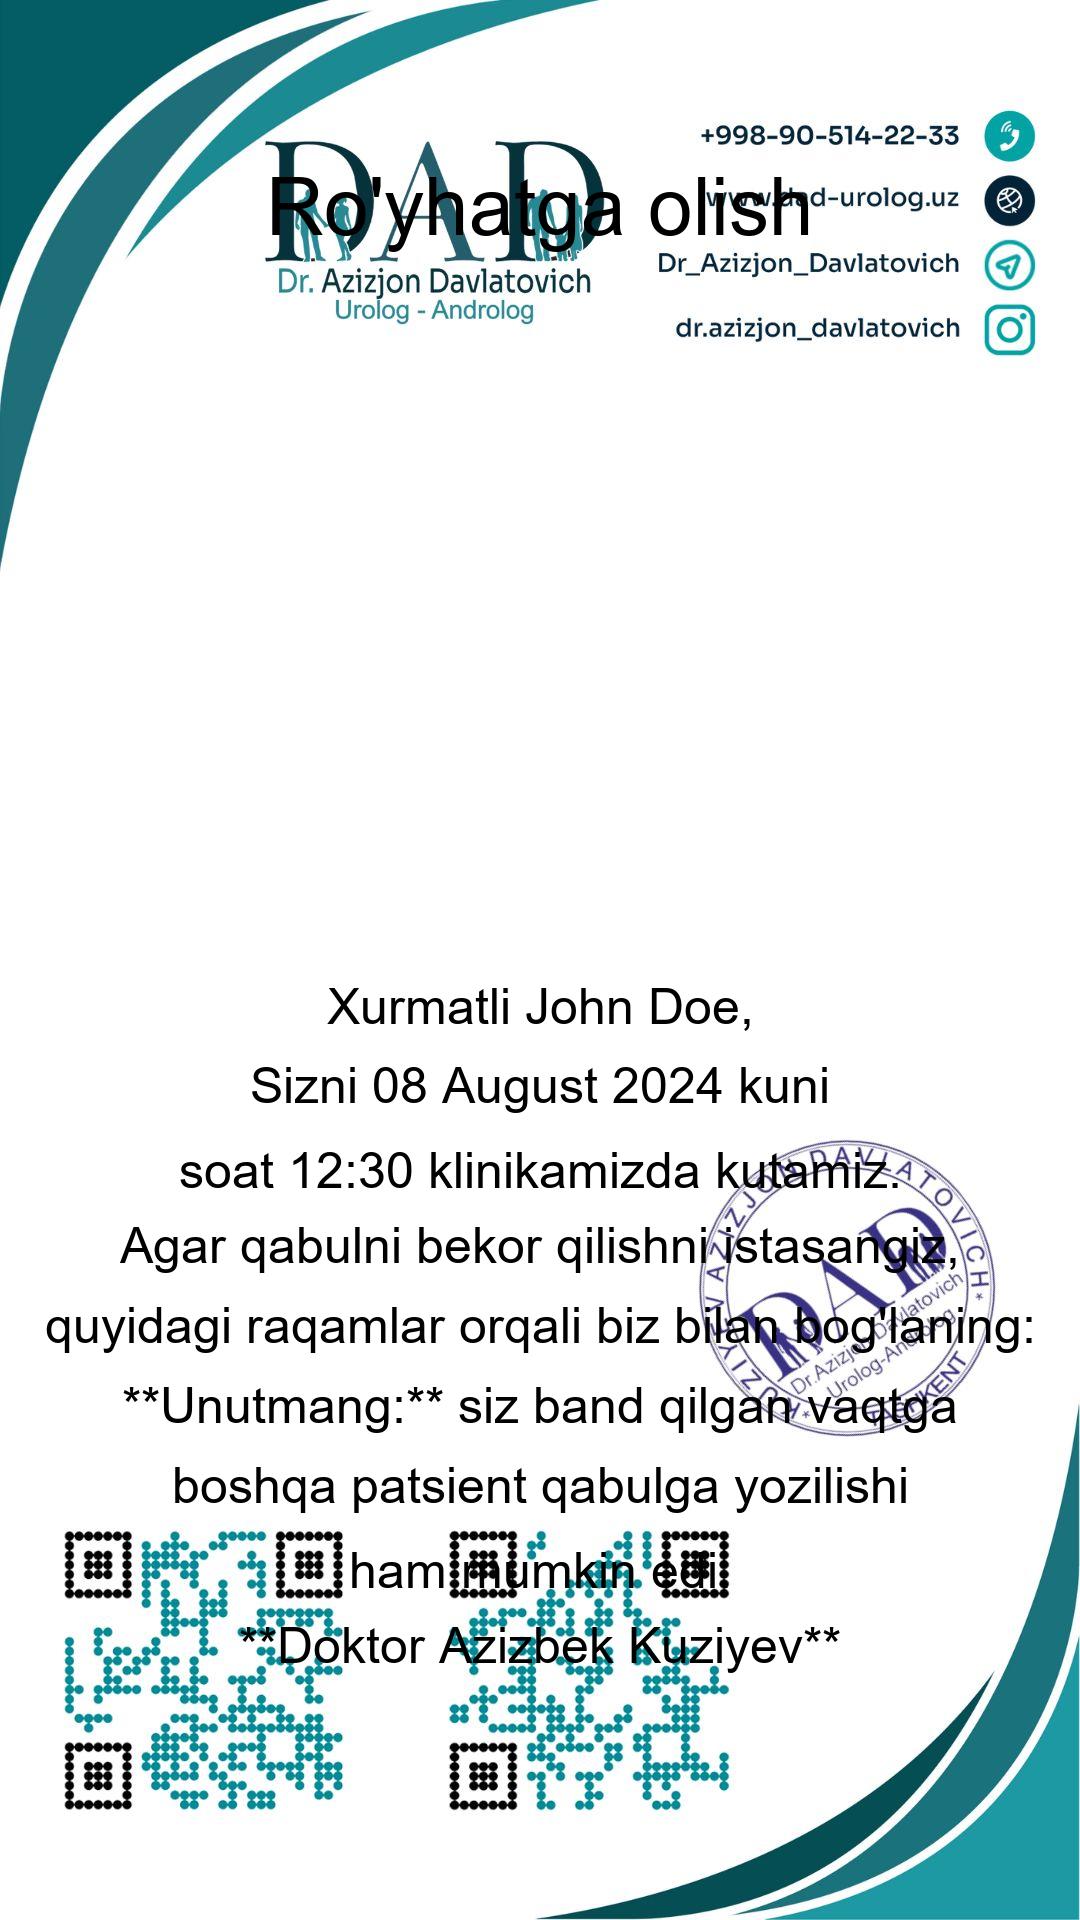 +998-90-514-22-33
DAD
Ro'yhatga olish
www.dad-urolog.uz
Dr_Azizjon_Davlatovich
Dr. Azizjon Davlatovich
Urolog - Androlog
dr.azizjon_davlatovich
Xurmatli John Doe,
Sizni 08 August 2024 kuni
soat 12:30 klinikamizda kutamiz.
Agar qabulni bekor qilishni istasangiz,
quyidagi raqamlar orqali biz bilan bog'laning:
**Unutmang:** siz band qilgan vaqtga
boshqa patsient qabulga yozilishi
ham mumkin edi
**Doktor Azizbek Kuziyev**
KUZIYEV AZIZJON DAVLATOVICH*
DAD
Dr.Azizjon Davlatovich
Urolog-Androlog
*TASHKENT